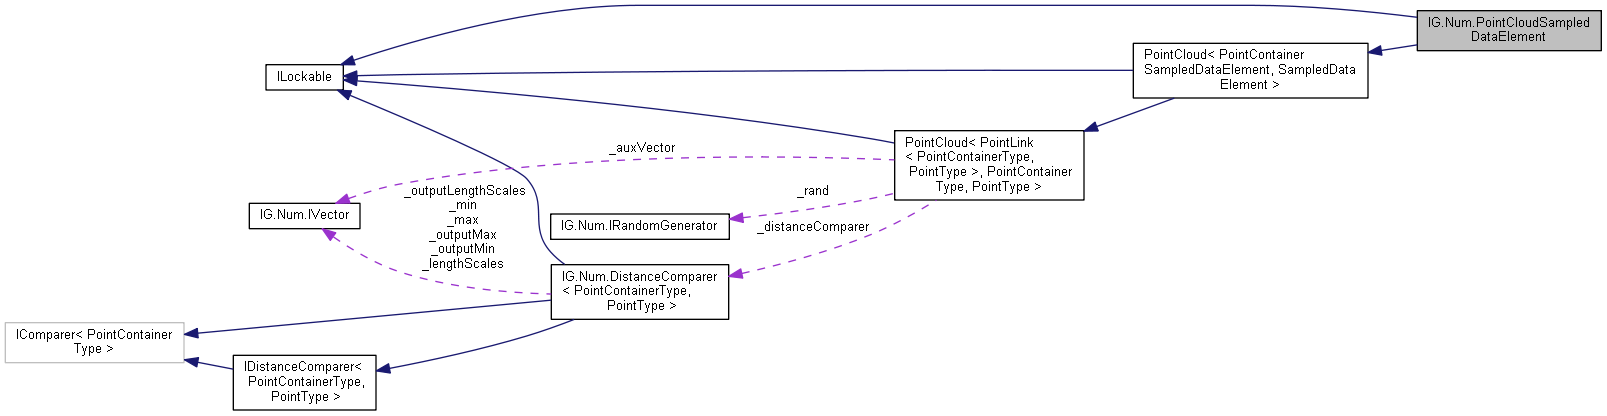 IG.Num.PointCloudSampled
DataElement
PointCloud< PointContainer
SampledDataElement, SampledData
Element >
ILockable
PointCloud< PointLink
< PointContainerType,
PointType >, PointContainer
Type, PointType >
_auxVector
_outputLengthScales
_min
_max
_outputMax
_outputMin
_lengthScales
_rand
_distanceComparer
IG.Num.IVector
IG.Num.IRandomGenerator
IG.Num.DistanceComparer
< PointContainerType,
PointType >
IComparer< PointContainer
Type >
IDistanceComparer<
PointContainerType,
PointType >